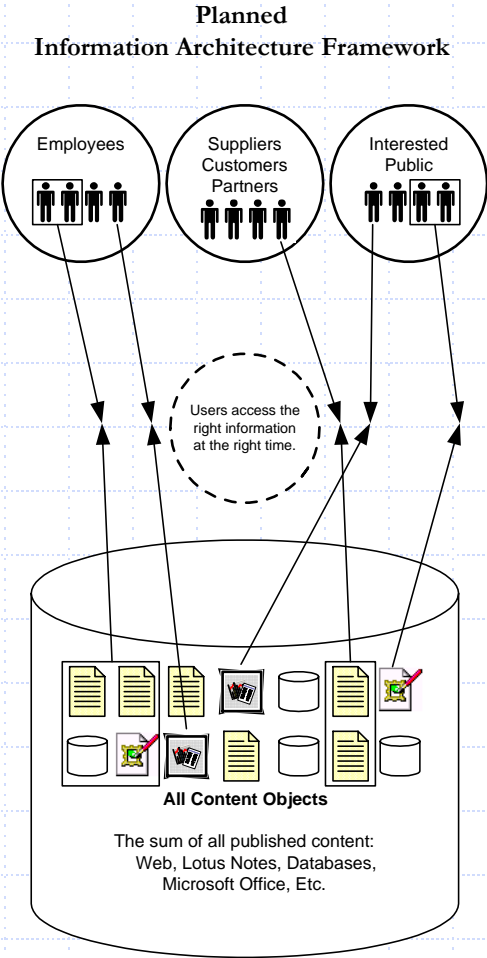 Planned
Information Architecture Framework
Employees
Suppliers
Customers
Partners
Interested
Public
Users access the
right information
at the right time.
All Content Objects
The sum of all published content:
Web, Lotus Notes, Databases,
Microsoft Office, Etc.